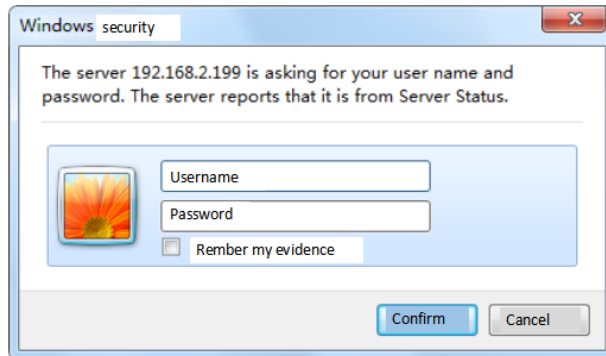 Windows security
The server 192.168.2.199 is asking for your user name and
password. The server reports that it is from Server Status.
Username
Password
Rember my evidence
Confirm Cancel